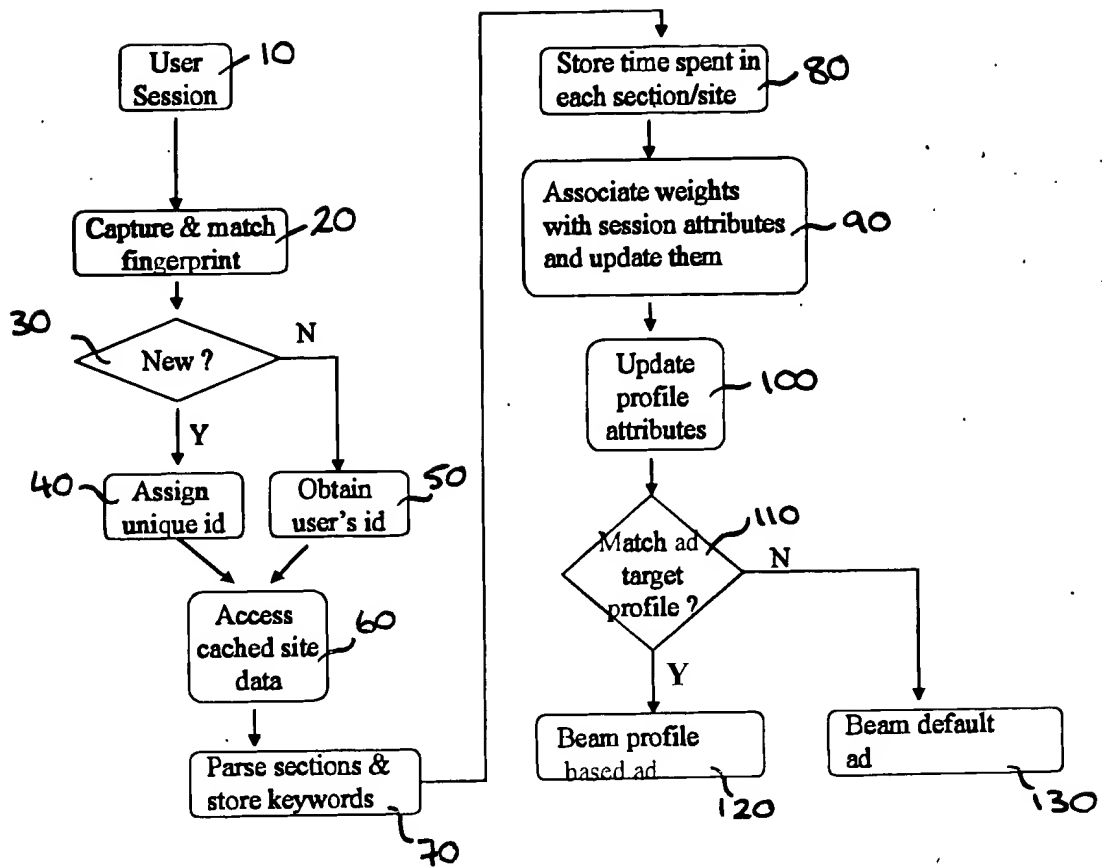 User
Session
10
Capture & match
fingerprint
20
30
New ?
N
Y
40
Assign
unique id
Obtain
user's id
50
Access
cached site
data
60
Parse sections &
store keywords
70
Store time spent in
each section/site
80
Associate weights
with session attributes
and update them
90
Update
profile
attributes
100
Match ad
target
profile ?
110
N
Y
Beam profile
based ad
120
Beam default
ad
130